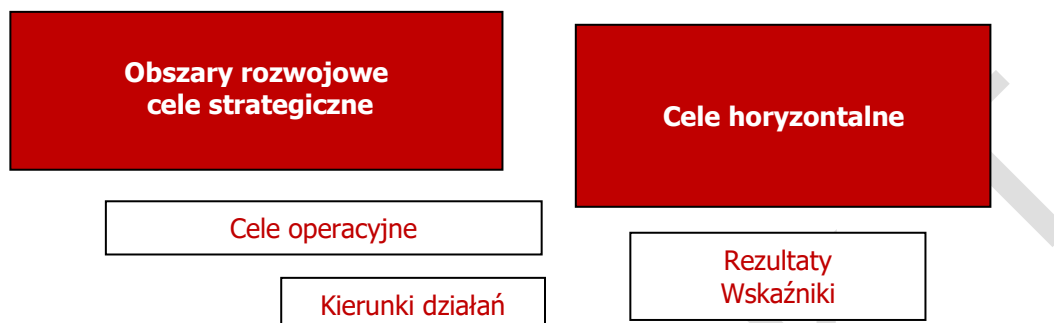 Obszary rozwojowe
cele strategiczne
Cele horyzontalne
Cele operacyjne
Kierunki działań
Rezultaty
Wskaźniki